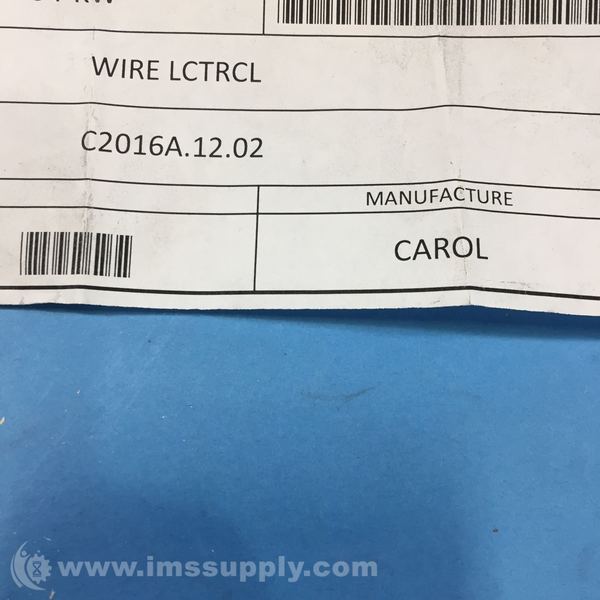 WIRE LCTRCL
C2016A.12.02
MANUFACTURE
CAROL
www.imssupply.com